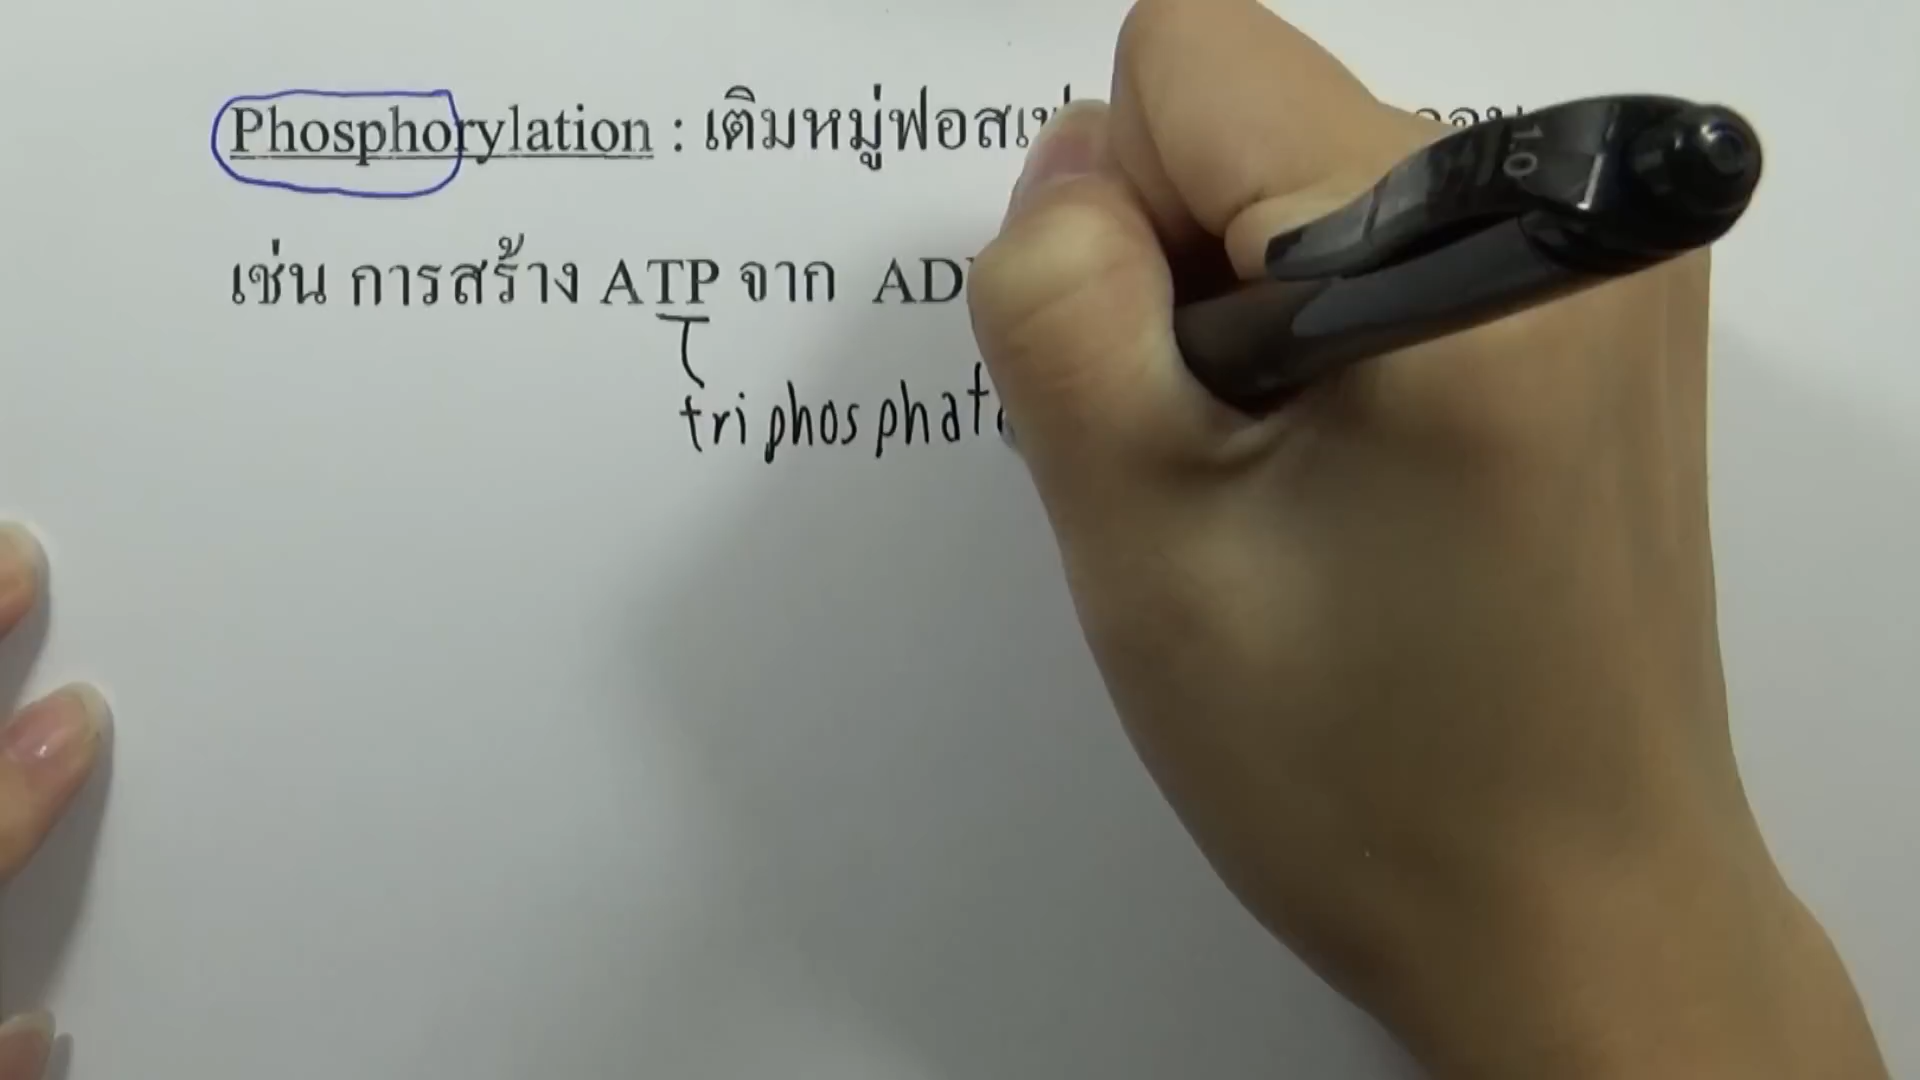 Phosphorylation : เติมหมู่ฟอสเฟ
เช่น การสร้าง ATP จาก AD
triphosphate
1.0